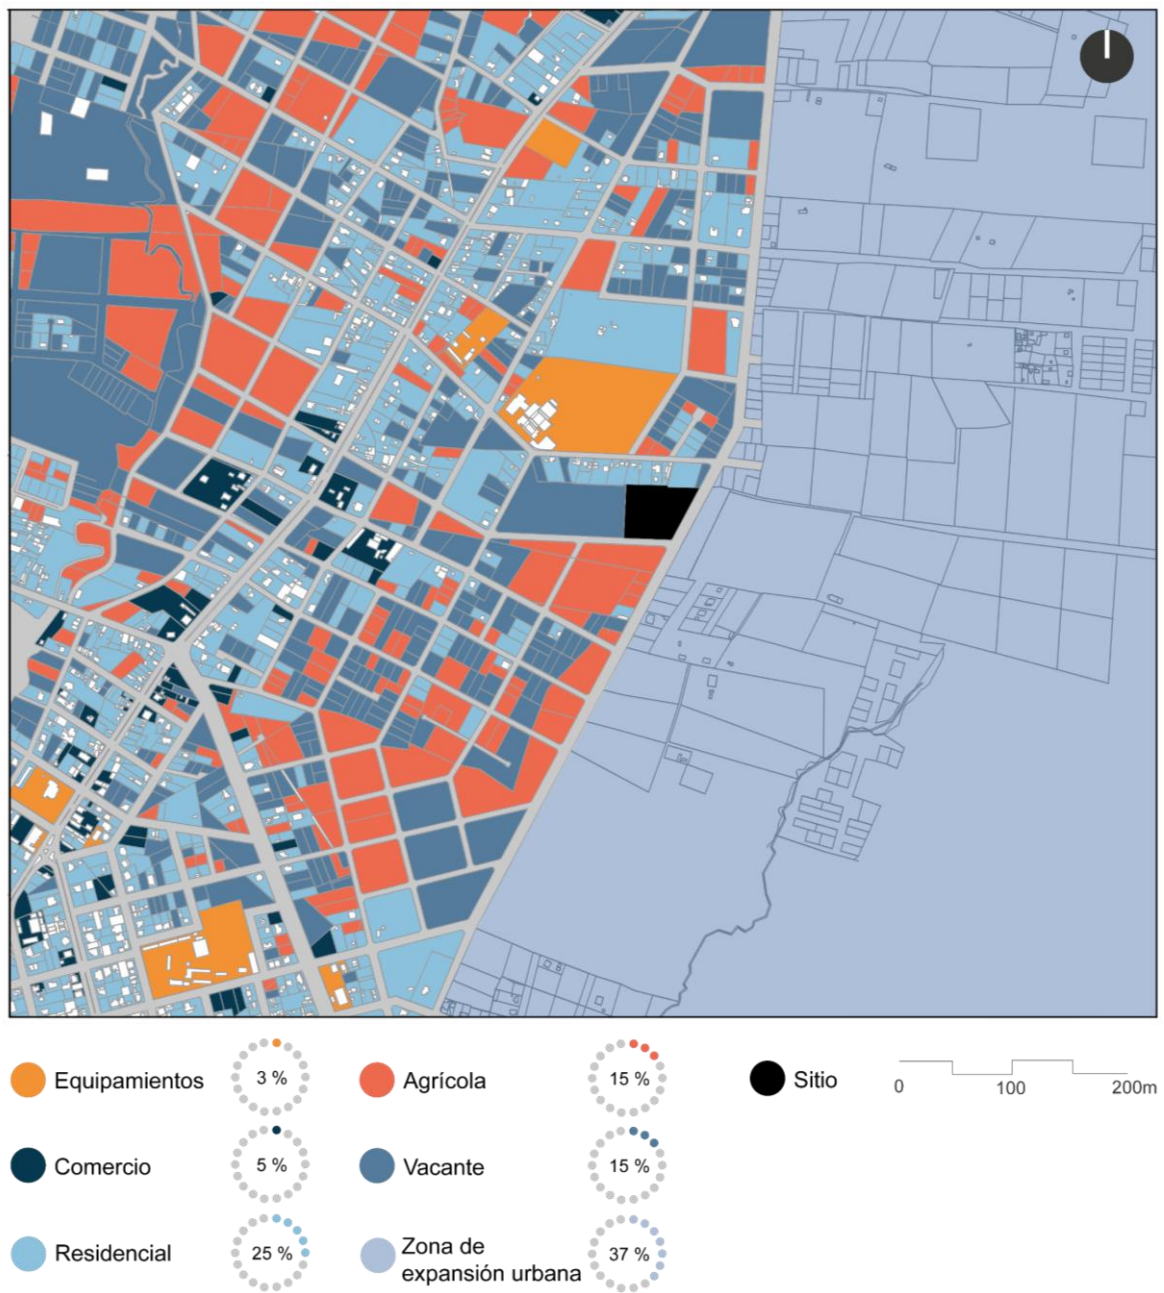 Equipamientos
3 %
Agrícola
15 %
Sitio
0
100
200m
Comercio
5 %
Vacante
15 %
Residencial
25 %
Zona de
expansión urbana
37 %